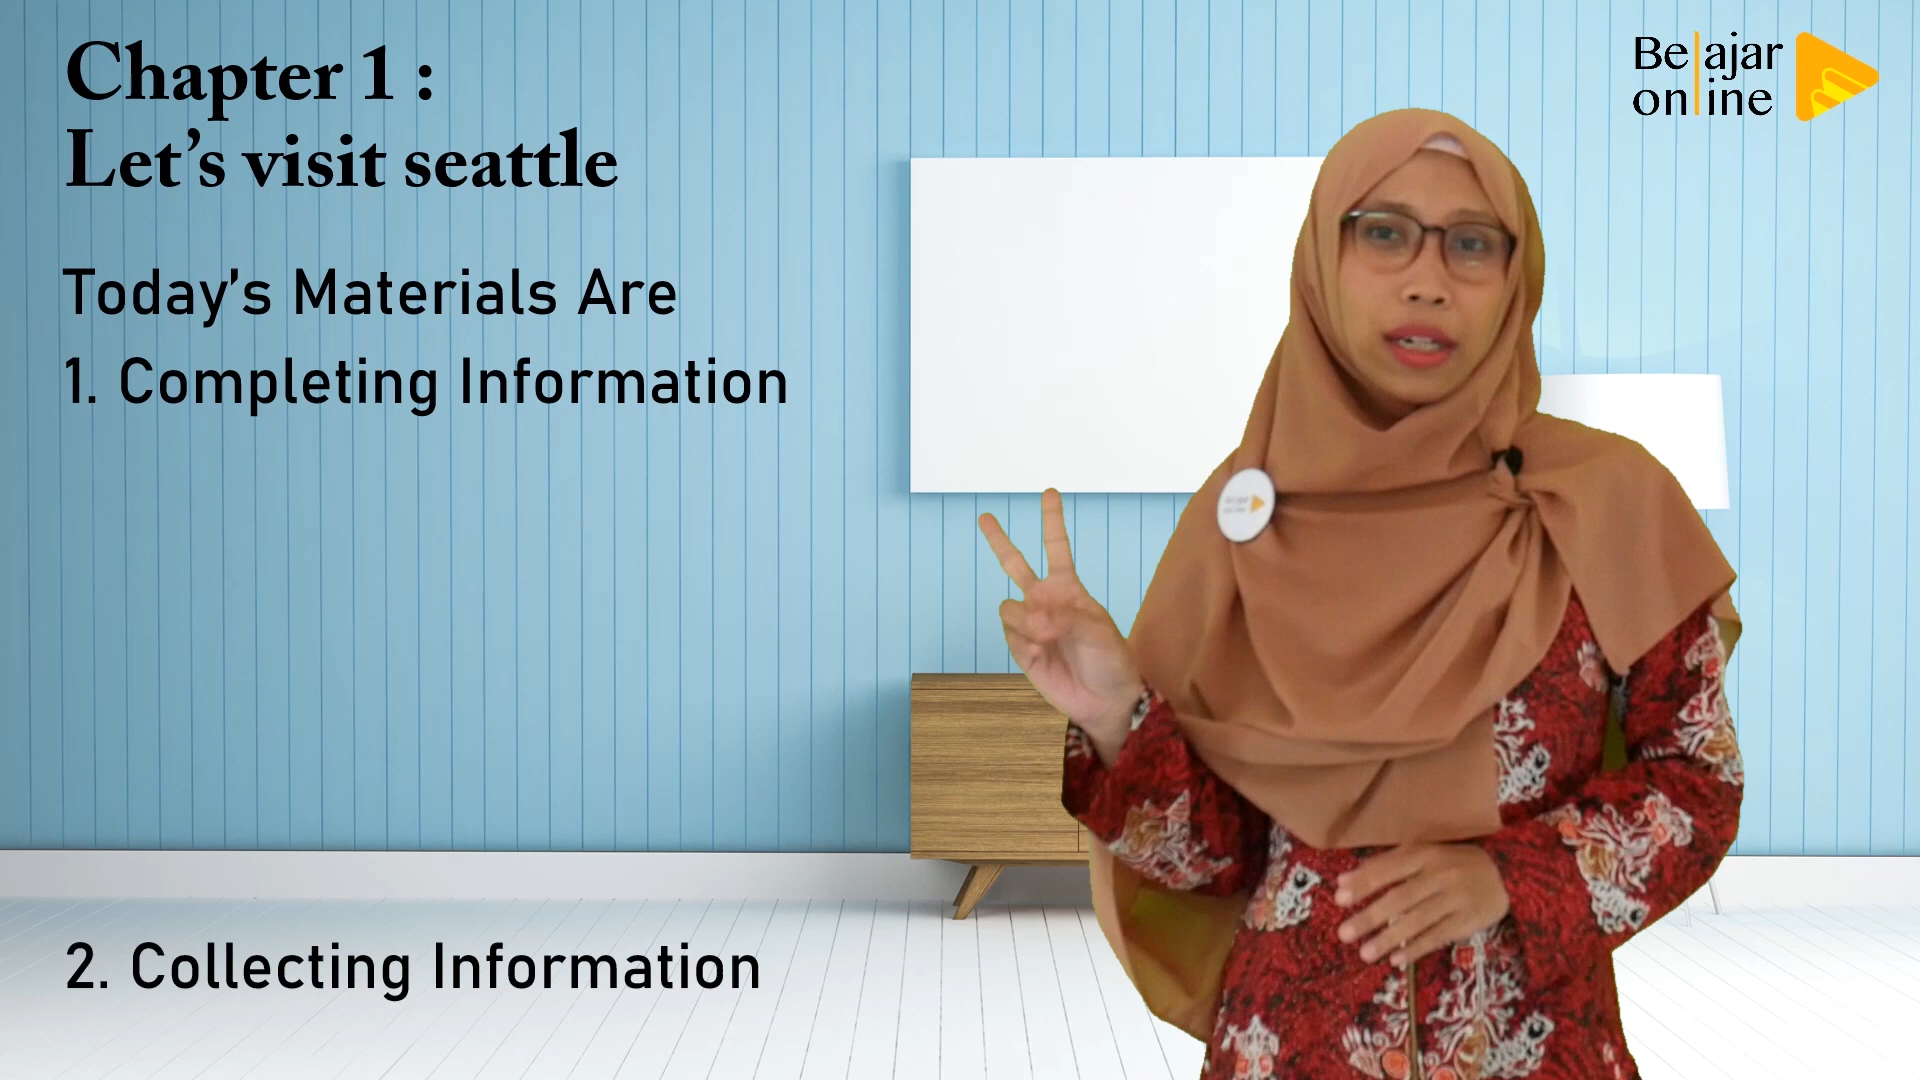 Chapter 1 :
Let's visit seattle
Today's Materials Are
1. Completing Information
2. Collecting Information
Belajar
online